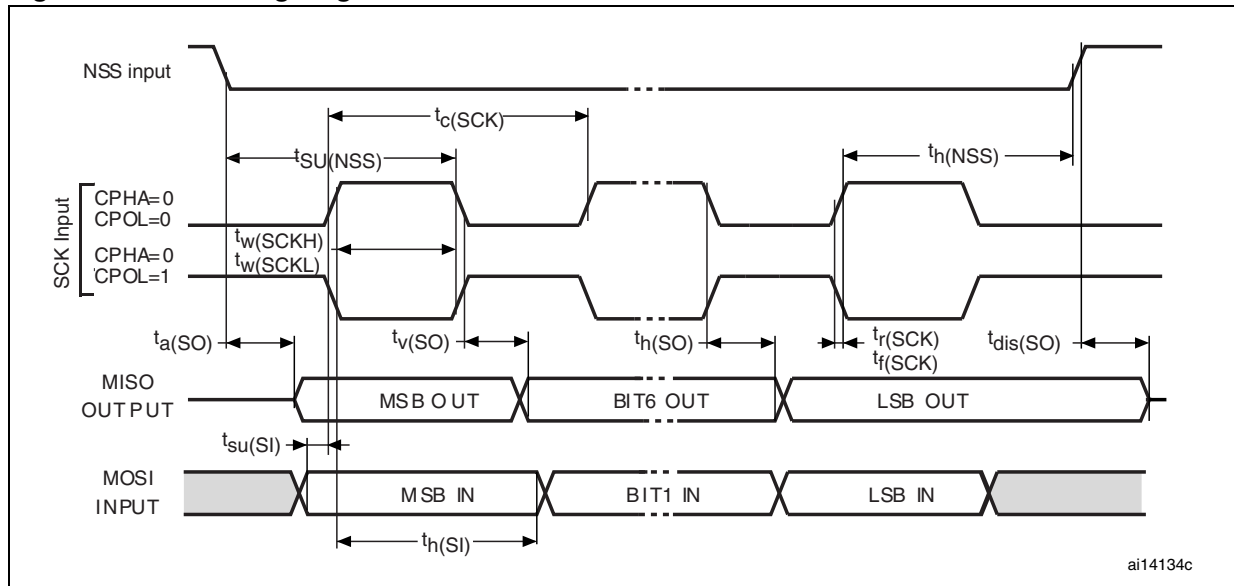 NSS input
tc(SCK)
tSU(NSS)
th(NSS)
SCK Input
CPHA=0
CPOL=0
tw(SCKH)
CPHA=0
tw(SCKL)
CPOL=1
ta(SO)
tv(SO)
th(SO)
tr(SCK)
tf(SCK)
tdis(SO)
MISO
OUTPUT
MSB OUT
BIT6 OUT
LSB OUT
tsu(SI)
MOSI
INPUT
MSB IN
BIT1 IN
LSB IN
th(SI)
ai14134c